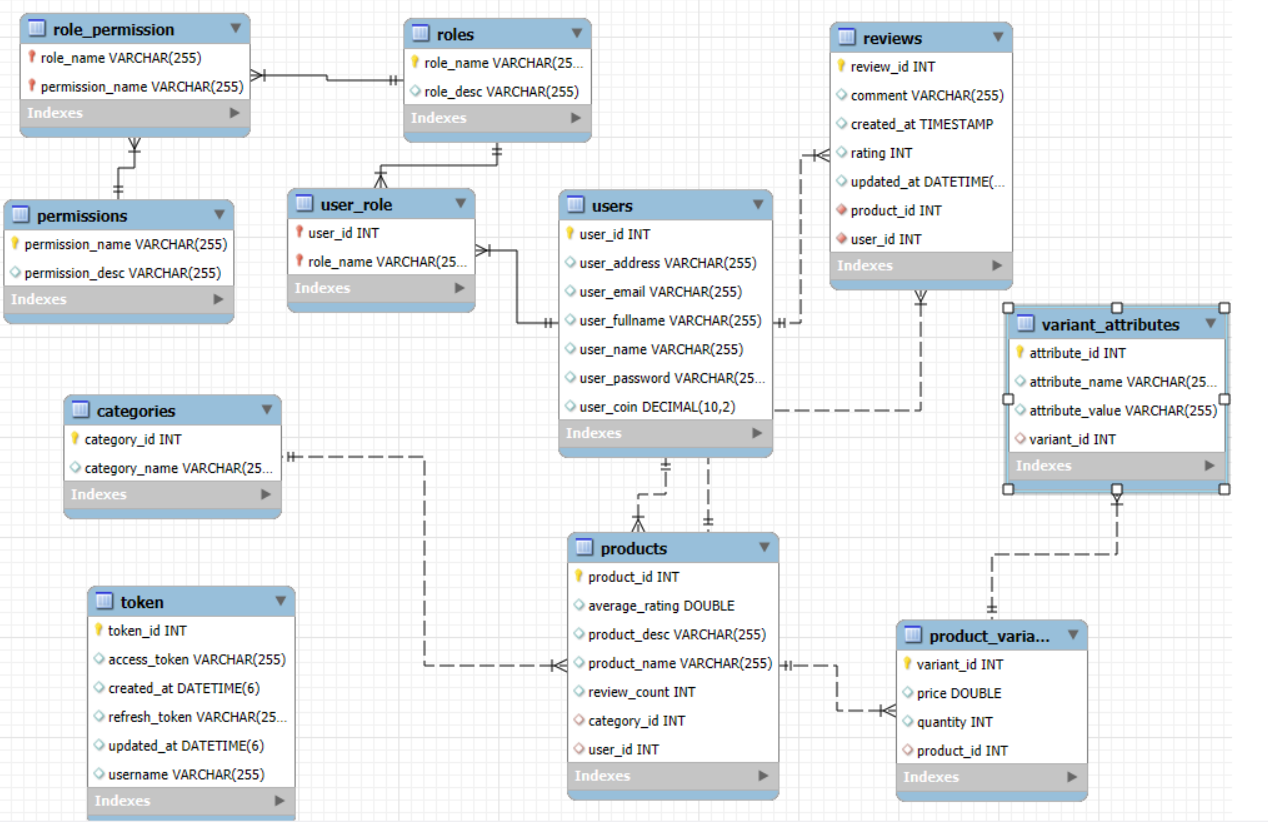 role_permission
role_name VARCHAR(255)
permission_name VARCHAR(255)
Indexes
roles
role_name VARCHAR(25...
role_desc VARCHAR(255)
Indexes
reviews
review_id INT
comment VARCHAR(255)
created_at TIMESTAMP
rating INT
updated_at DATETIME(...
product_id INT
user_id INT
Indexes
permissions
permission_name VARCHAR(255)
permission_desc VARCHAR(255)
Indexes
user_role
user_id INT
role_name VARCHAR(25...
Indexes
users
user_id INT
user_address VARCHAR(255)
user_email VARCHAR(255)
user_fullname VARCHAR(255)
user_name VARCHAR(255)
user_password VARCHAR(25...
user_coin DECIMAL(10,2)
Indexes
variant_attributes
attribute_id INT
attribute_name VARCHAR(25...
attribute_value VARCHAR(255)
variant_id INT
Indexes
categories
category_id INT
category_name VARCHAR(25...
Indexes
products
product_id INT
average_rating DOUBLE
product_desc VARCHAR(255)
product_name VARCHAR(255)
review_count INT
category_id INT
user_id INT
Indexes
token
token_id INT
access_token VARCHAR(255)
created_at DATETIME(6)
refresh_token VARCHAR(25...
updated_at DATETIME(6)
username VARCHAR(255)
Indexes
product_varia...
variant_id INT
price DOUBLE
quantity INT
product_id INT
Indexes